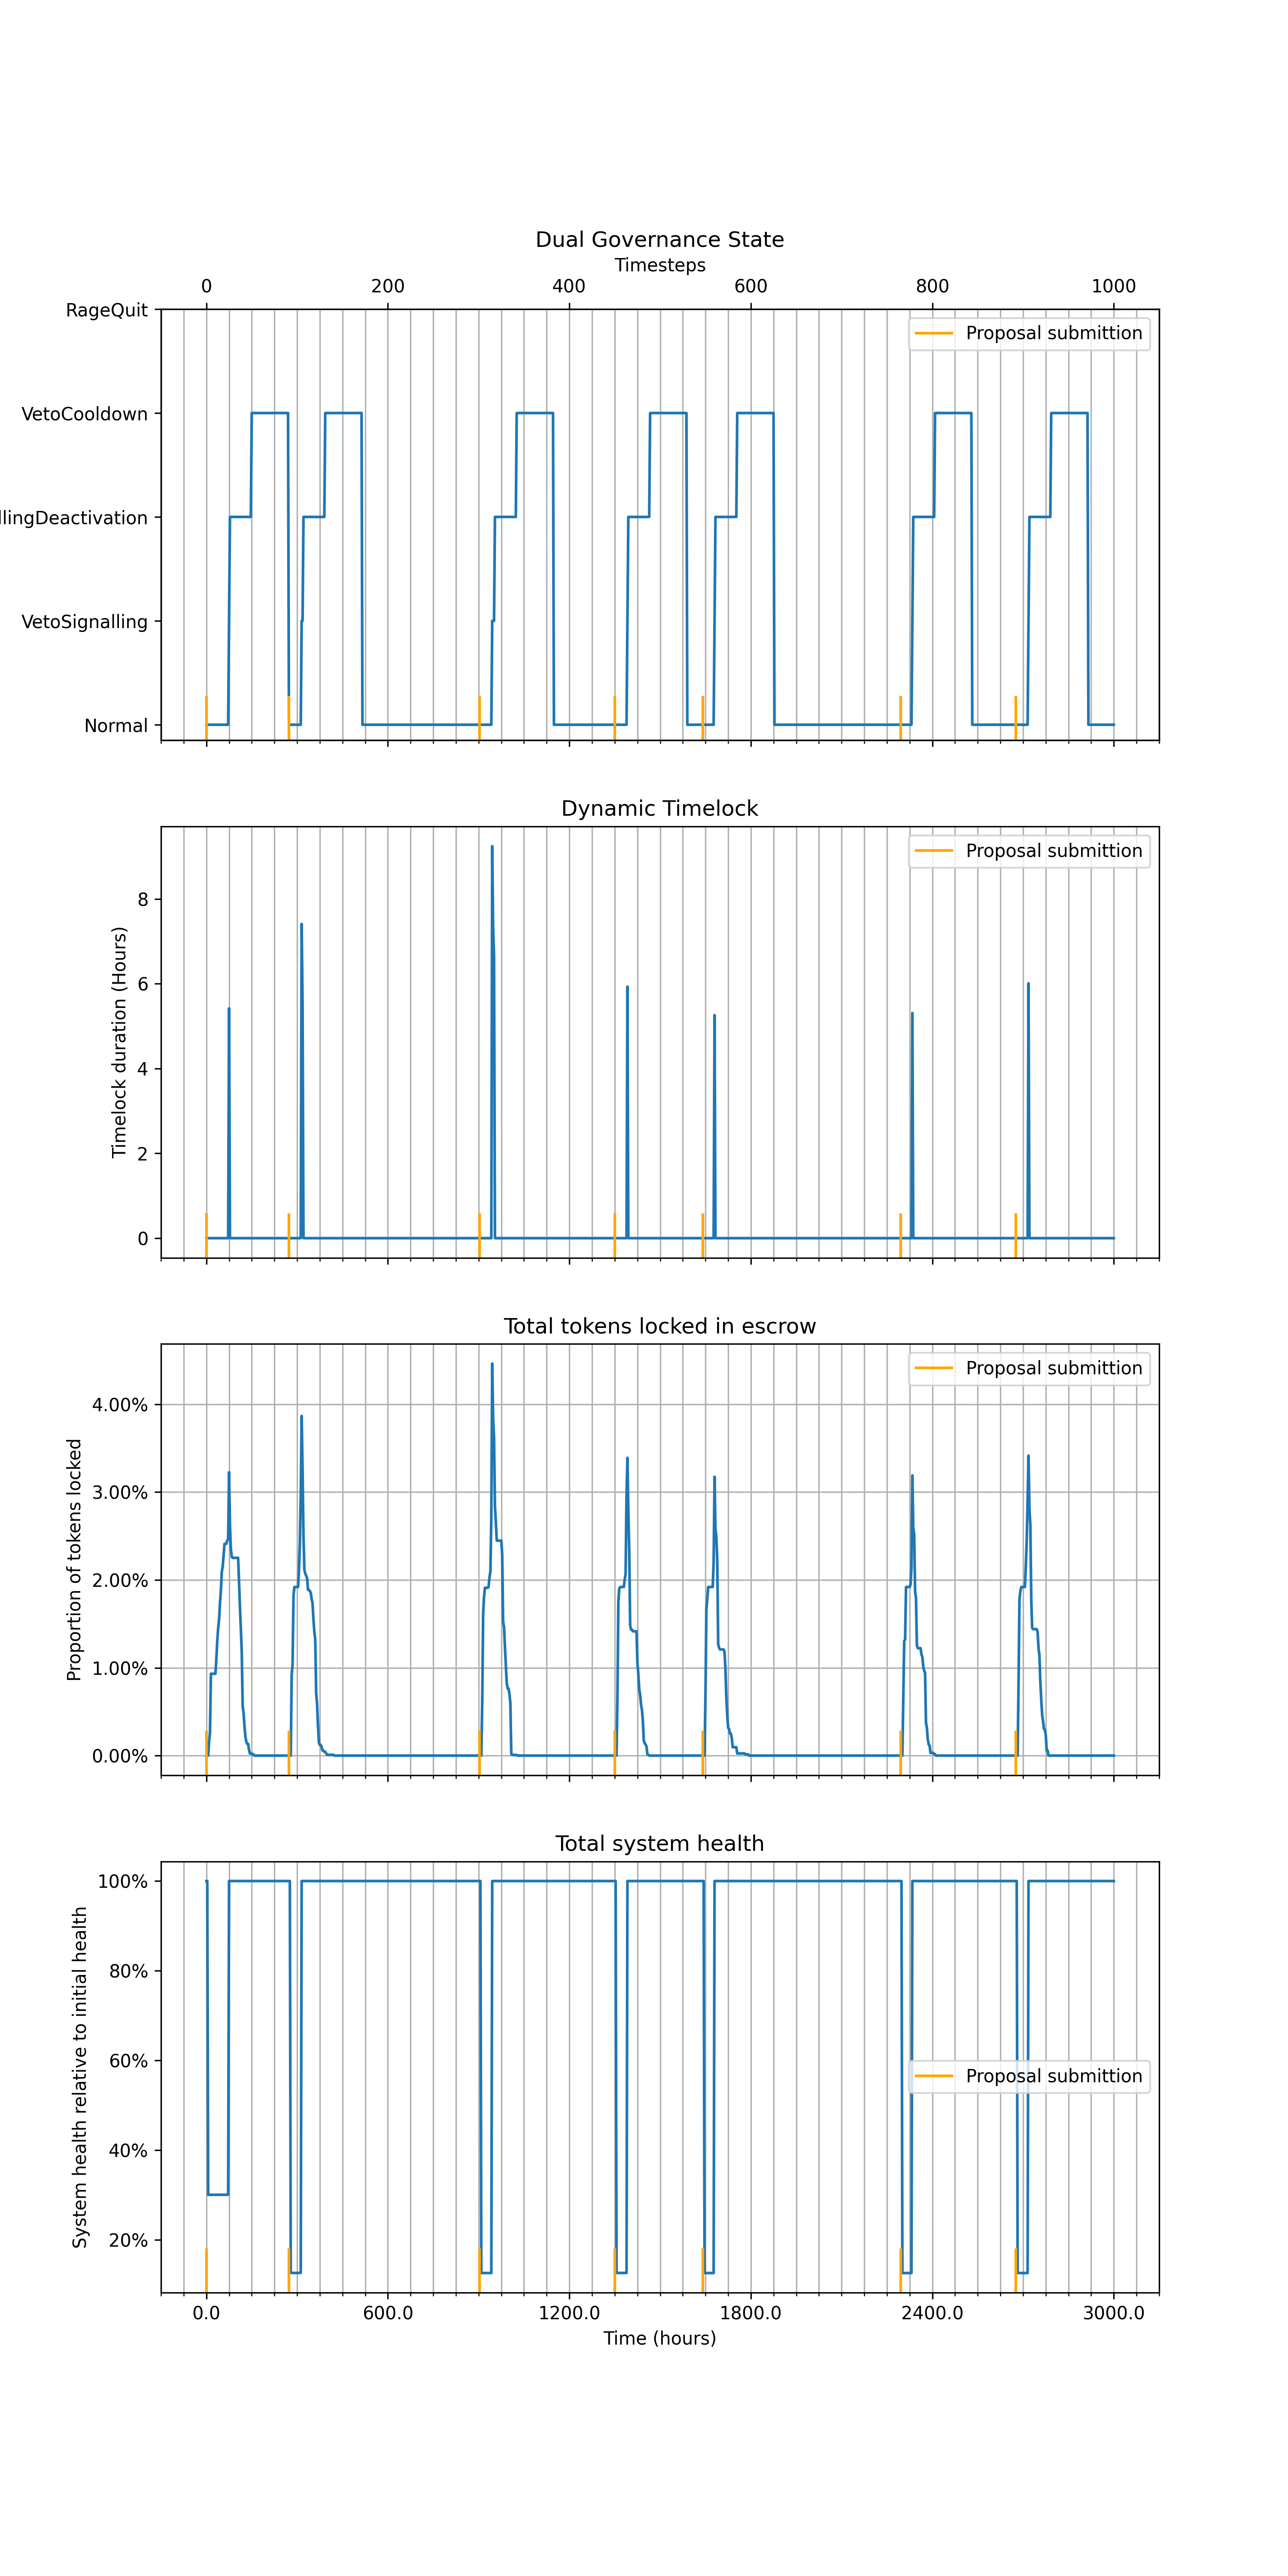 Dual Governance State
Timesteps
0 200 400 600 800 1000
RageQuit
Proposal submittion
VetoCooldown
llingDeactivation
VetoSignalling
Normal
Dynamic Timelock
Proposal submittion
Timelock duration (Hours)
8
6
4
2
0
Total tokens locked in escrow
Proposal submittion
Proportion of tokens locked
4.00%
3.00%
2.00%
1.00%
0.00%
Total system health
System health relative to initial health
100%
80%
60%
Proposal submittion
40%
20%
0.0 600.0 1200.0 1800.0 2400.0 3000.0
Time (hours)